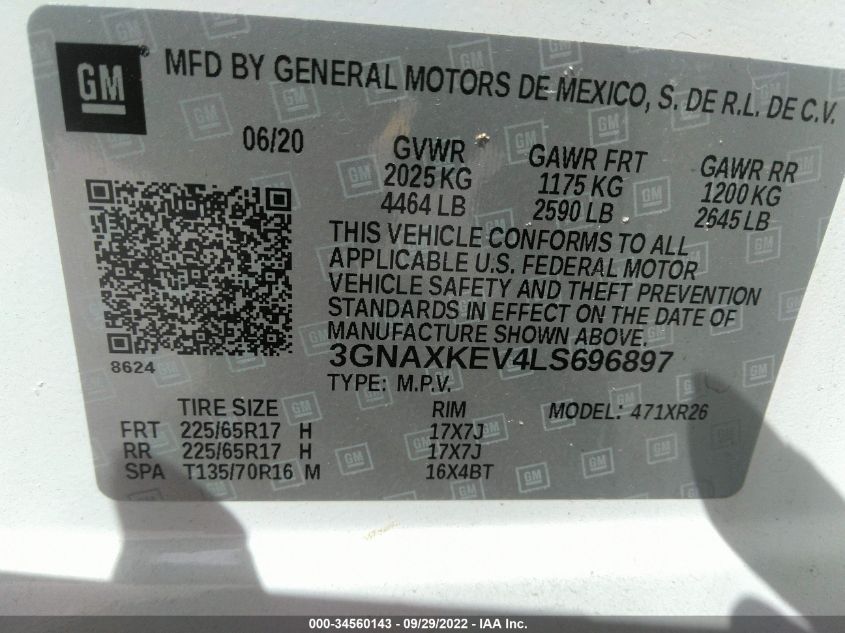 GM
MFD BY GENERAL MOTORS DE MEXICO, S. DE R.L. DE C.V.
06/20
GVWR GAWR FRT GAWR RR
2025 KG 1175 KG 1200 KG
4464 LB 2590 LB 2645 LB
THIS VEHICLE CONFORMS TO ALL
APPLICABLE U.S. FEDERAL MOTOR
VEHICLE SAFETY AND THEFT PREVENTION
STANDARDS IN EFFECT ON THE DATE OF
MANUFACTURE SHOWN ABOVE.
8624
3GNAXKEV4LS696897
TYPE: M.P.V.
TIRE SIZE RIM MODEL: 471XR26
FRT 225/65R17 H 17X7J
RR 225/65R17 H 17X7J
SPA T135/70R16 M 16X4BT
000-34560143 - 09/29/2022 - IAA Inc.